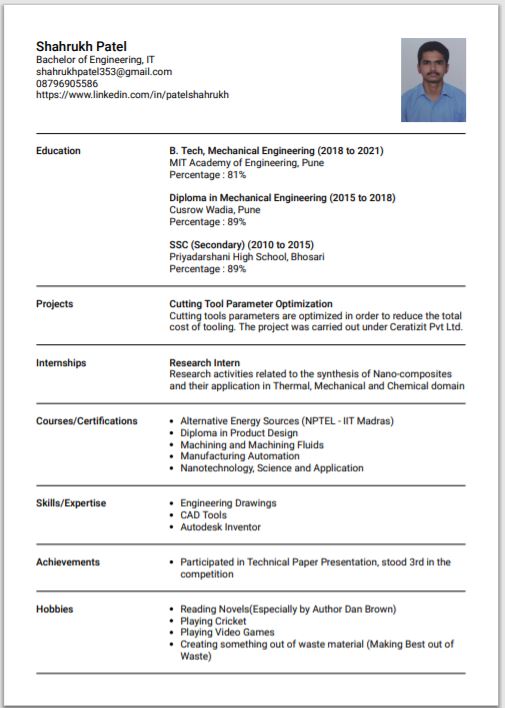 Shahrukh Patel
Bachelor of Engineering, IT
shahrukhpatel353@gmail.com
08796905586
https://www.linkedin.com/in/patelshahrukh
Education
B. Tech, Mechanical Engineering (2018 to 2021)
MIT Academy of Engineering, Pune
Percentage : 81%
Diploma in Mechanical Engineering (2015 to 2018)
Cusrow Wadia, Pune
Percentage : 89%
SSC (Secondary) (2010 to 2015)
Priyadarshani High School, Bhosari
Percentage : 89%
Projects
Cutting Tool Parameter Optimization
Cutting tools parameters are optimized in order to reduce the total
cost of tooling. The project was carried out under Ceratizit Pvt Ltd.
Internships
Research Intern
Research activities related to the synthesis of Nano-composites
and their application in Thermal, Mechanical and Chemical domain
Courses/Certifications
• Alternative Energy Sources (NPTEL - IIT Madras)
• Diploma in Product Design
• Machining and Machining Fluids
• Manufacturing Automation
• Nanotechnology, Science and Application
Skills/Expertise
• Engineering Drawings
• CAD Tools
• Autodesk Inventor
Achievements
• Participated in Technical Paper Presentation, stood 3rd in the
competition
Hobbies
• Reading Novels(Especially by Author Dan Brown)
• Playing Cricket
• Playing Video Games
• Creating something out of waste material (Making Best out of
Waste)